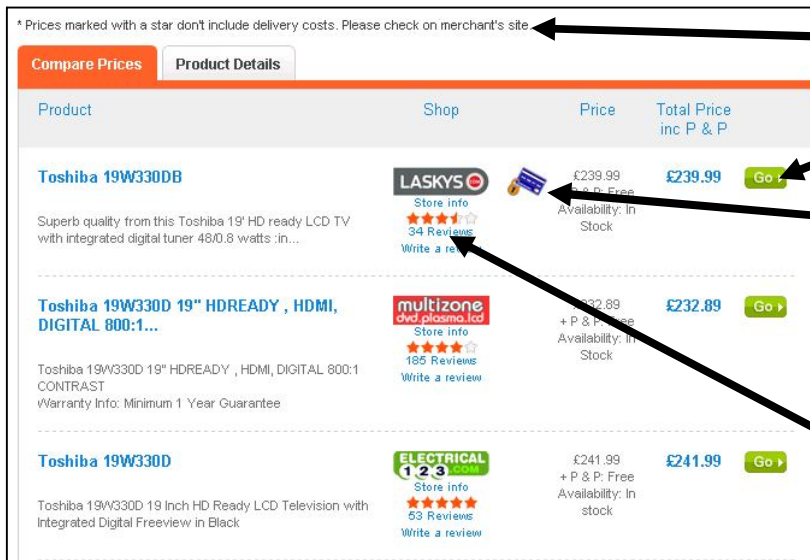 * Prices marked with a star don't include delivery costs. Please check on merchant's site.
Compare Prices
Product Details
Product
Shop
Price
Total Price
inc P & P
Toshiba 19W330DB
Superb quality from this Toshiba 19' HD ready LCD TV
with integrated digital tuner 48/0.8 watts :in...
LASKYS.COM
Store info
34 Reviews
Write a review
£239.99
P & P: Free
Availability: In
Stock
£239.99
Go
Toshiba 19W330D 19" HDREADY , HDMI,
DIGITAL 800:1...
Toshiba 19W330D 19" HDREADY , HDMI, DIGITAL 800:1
CONTRAST
Warranty Info: Minimum 1 Year Guarantee
multizone
dvd.plasma.lcd
Store info
185 Reviews
Write a review
£232.89
+ P & P: Free
Availability: In
Stock
£232.89
Go
Toshiba 19W330D
Toshiba 19W330D 19 Inch HD Ready LCD Television with
Integrated Digital Freeview in Black
ELECTRICAL
123.COM
Store info
53 Reviews
Write a review
£241.99
+ P & P: Free
Availability: In
stock
£241.99
Go